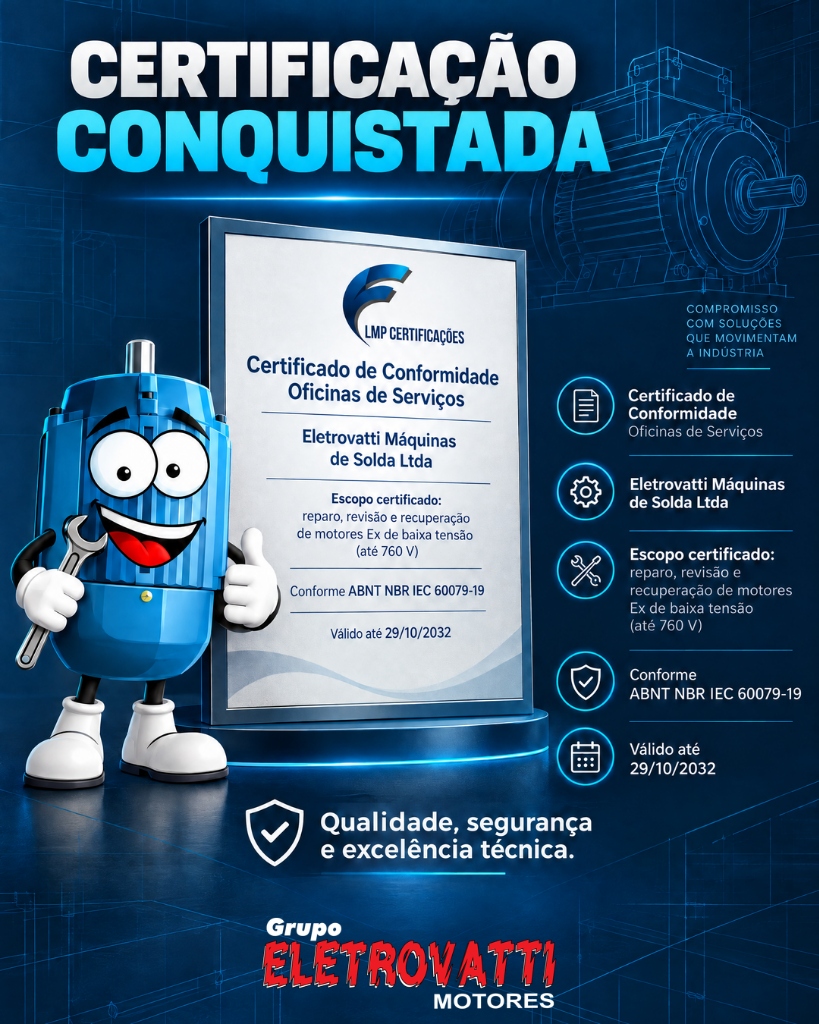 CERTIFICAÇÃO
CONQUISTADA
LMP CERTIFICAÇÕES
Certificado de Conformidade
Oficinas de Serviços
Eletrovatti Máquinas
de Solda Ltda
Escopo certificado:
reparo, revisão e recuperação
de motores Ex de baixa tensão
(até 760 V)
Conforme ABNT NBR IEC 60079-19
Válido até 29/10/2032
COMPROMISSO
COM SOLUÇÕES
QUE MOVIMENTAM
A INDÚSTRIA
Certificado de
Conformidade
Oficinas de Serviços
Eletrovatti Máquinas
de Solda Ltda
Escopo certificado:
reparo, revisão e
recuperação de motores
Ex de baixa tensão
(até 760 V)
Conforme
ABNT NBR IEC 60079-19
Válido até
29/10/2032
Qualidade, segurança
e excelência técnica.
Grupo
ELETROVATTI
MOTORES